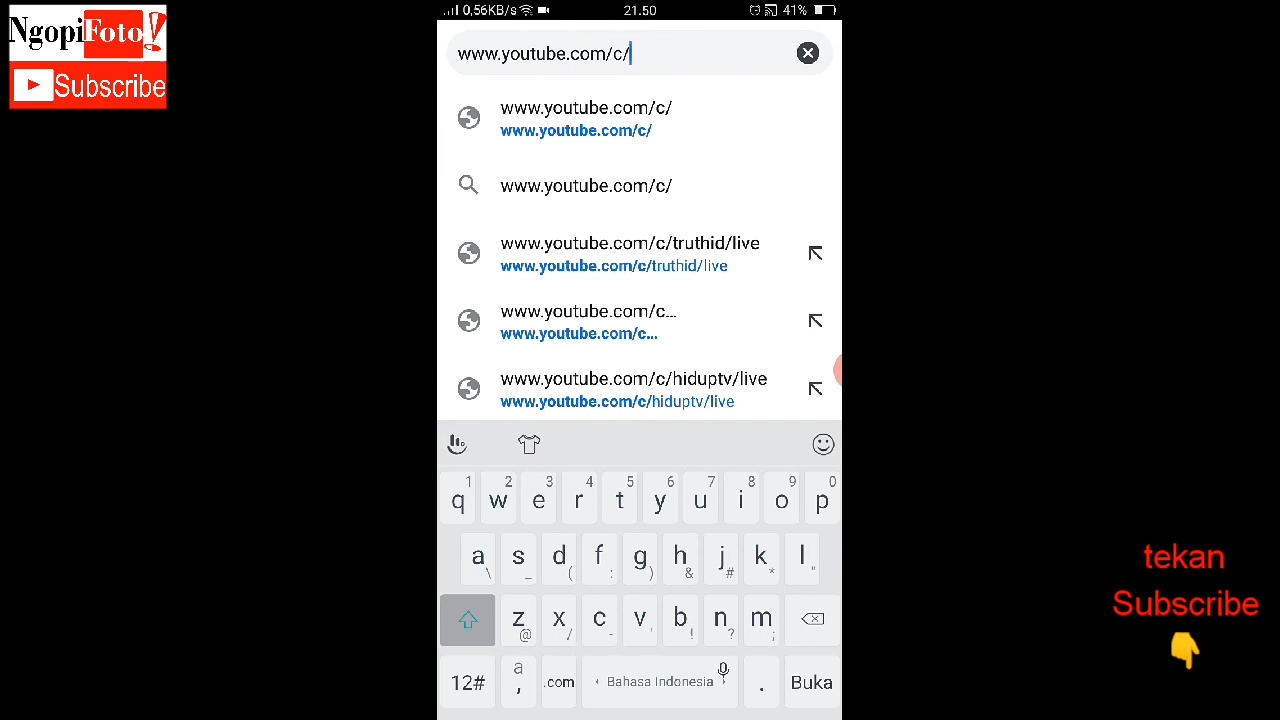 NgopiFoto!
Subscribe
0,56KB/s
21.50
41%
www.youtube.com/c/
www.youtube.com/c/
www.youtube.com/c/
www.youtube.com/c/
www.youtube.com/c/truthid/live
www.youtube.com/c/truthid/live
www.youtube.com/c...
www.youtube.com/c...
www.youtube.com/c/hiduptv/live
www.youtube.com/c/hiduptv/live
1 2 3 4 5 6 7 8 9 0
q w e r t y u i o p
a s d f g h j k l
\ _ ( : ) & # * "
z x c v b n m
@ / - ' ! ? ;
12# a , .com Bahasa Indonesia . Buka
tekan
Subscribe